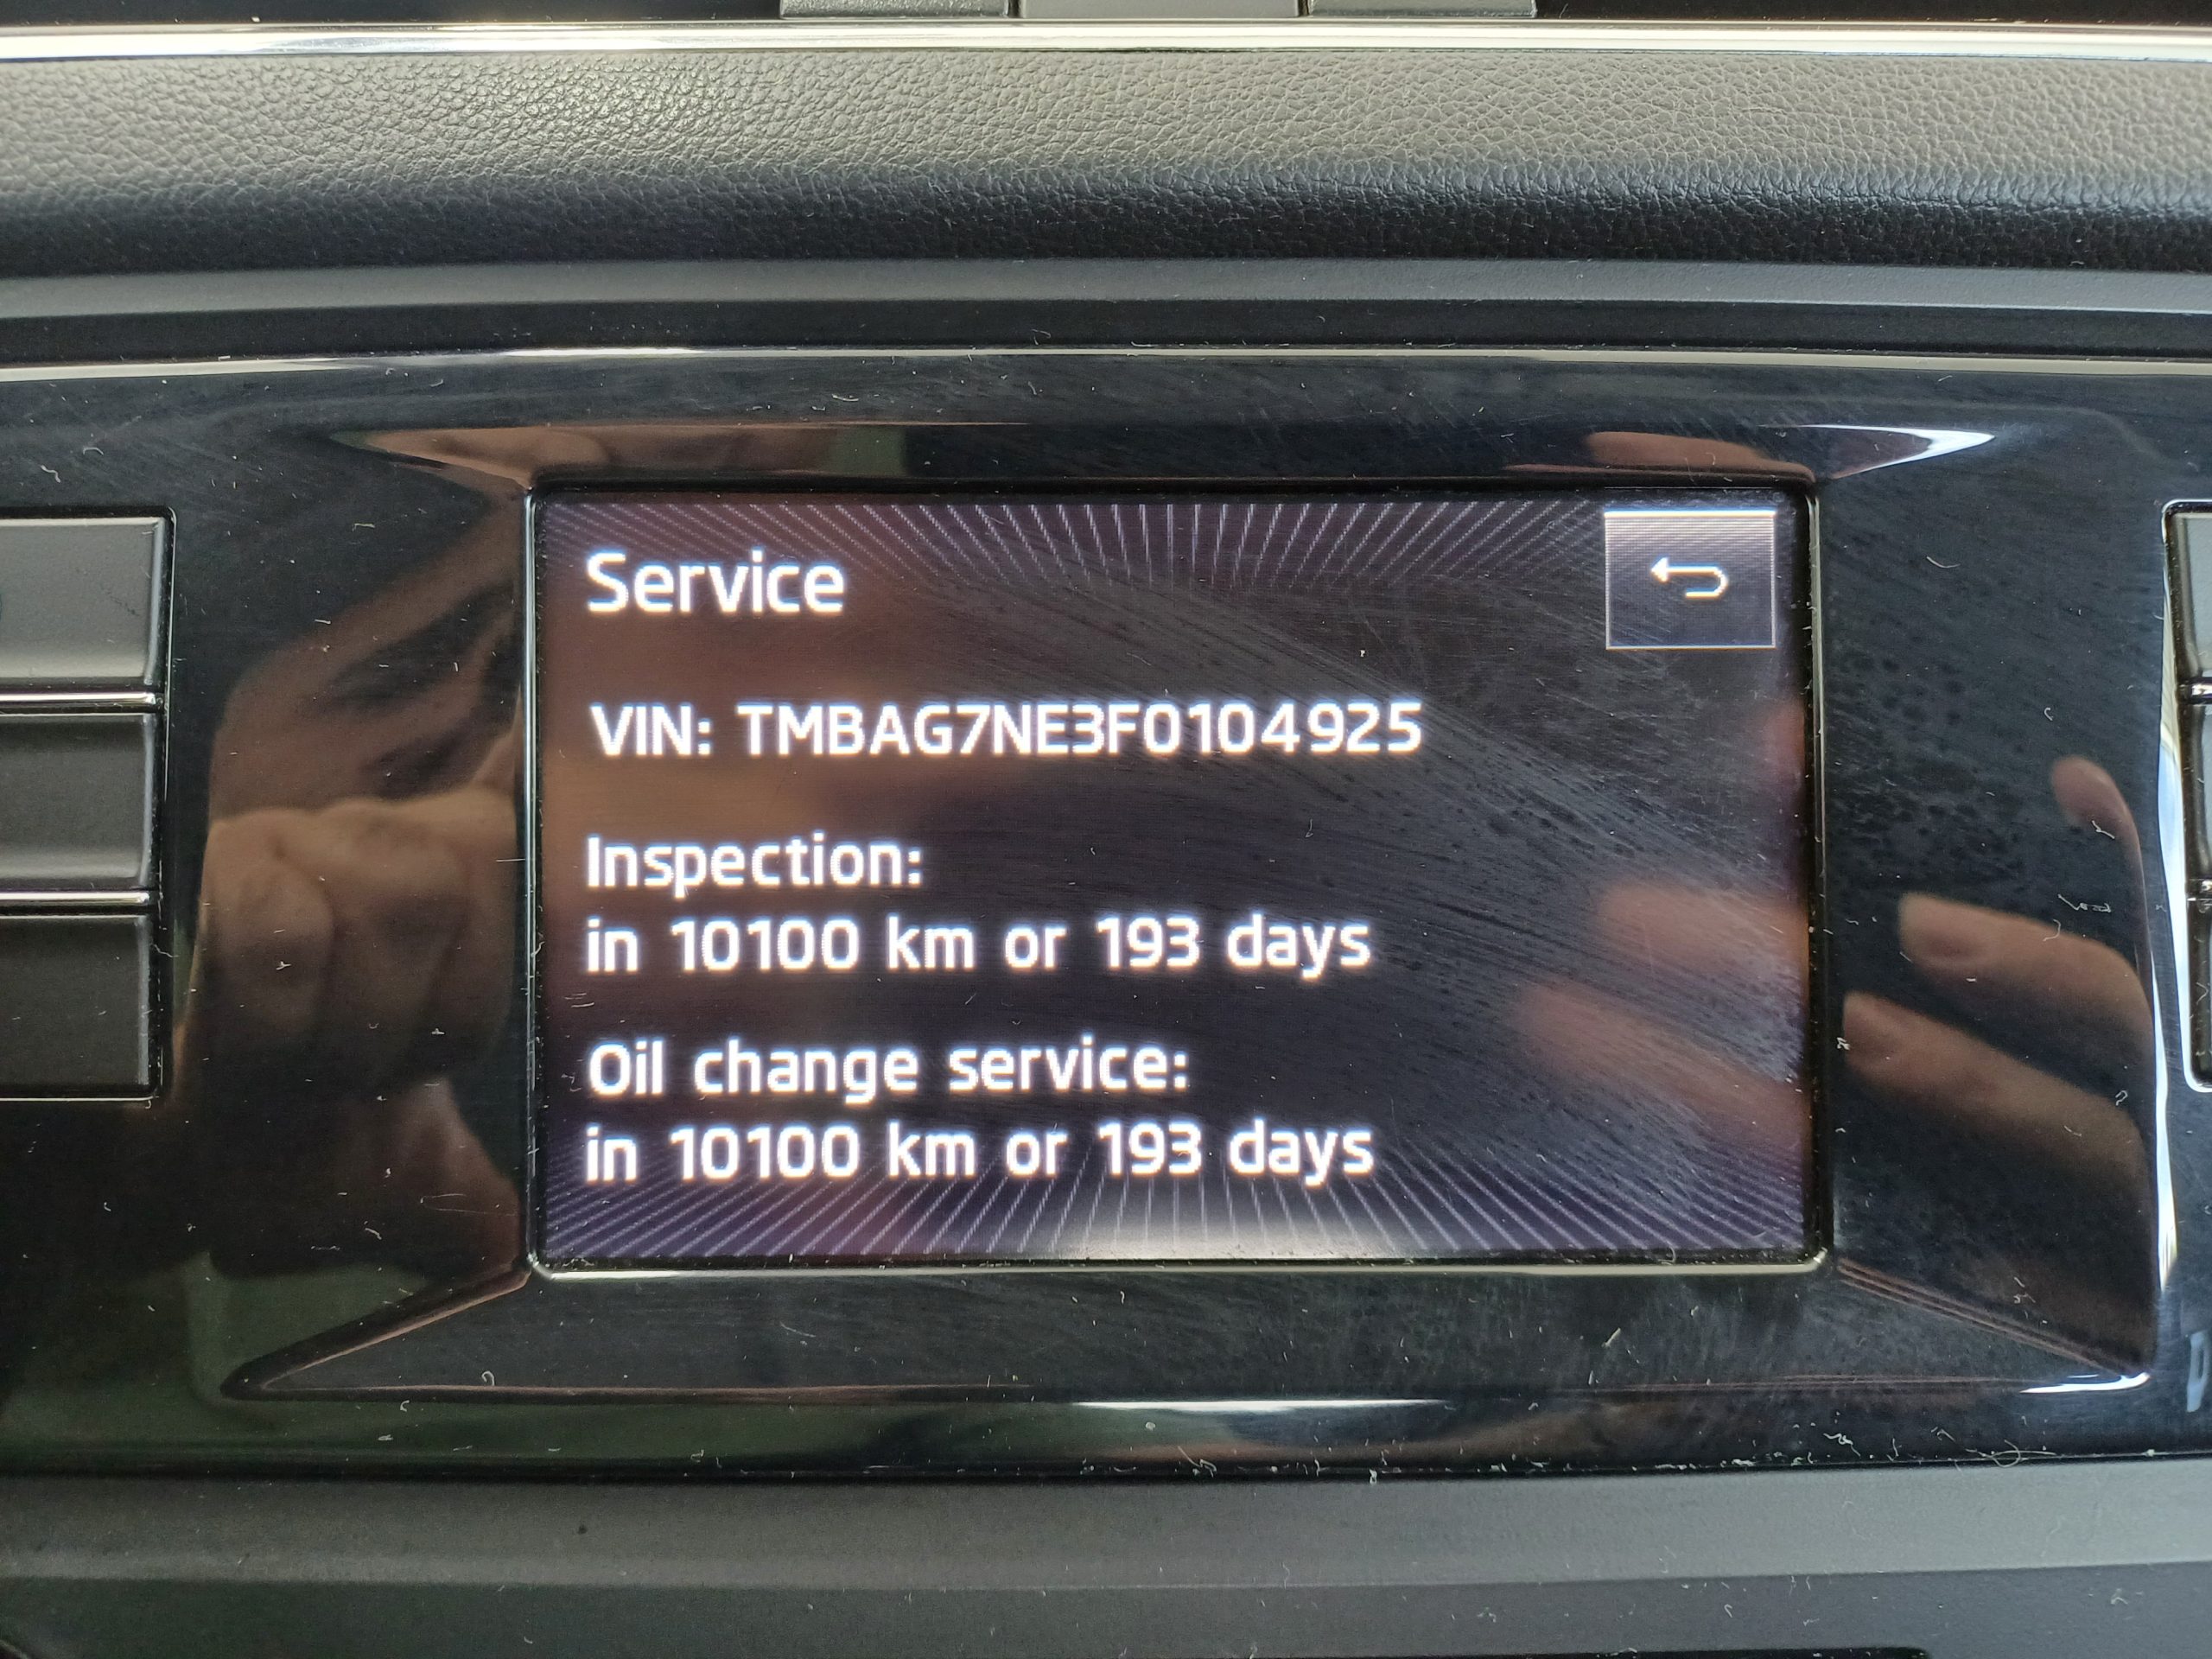 Service
VIN: TMBAG7NE3F0104925
Inspection:
in 10100 km or 193 days
Oil change service:
in 10100 km or 193 days